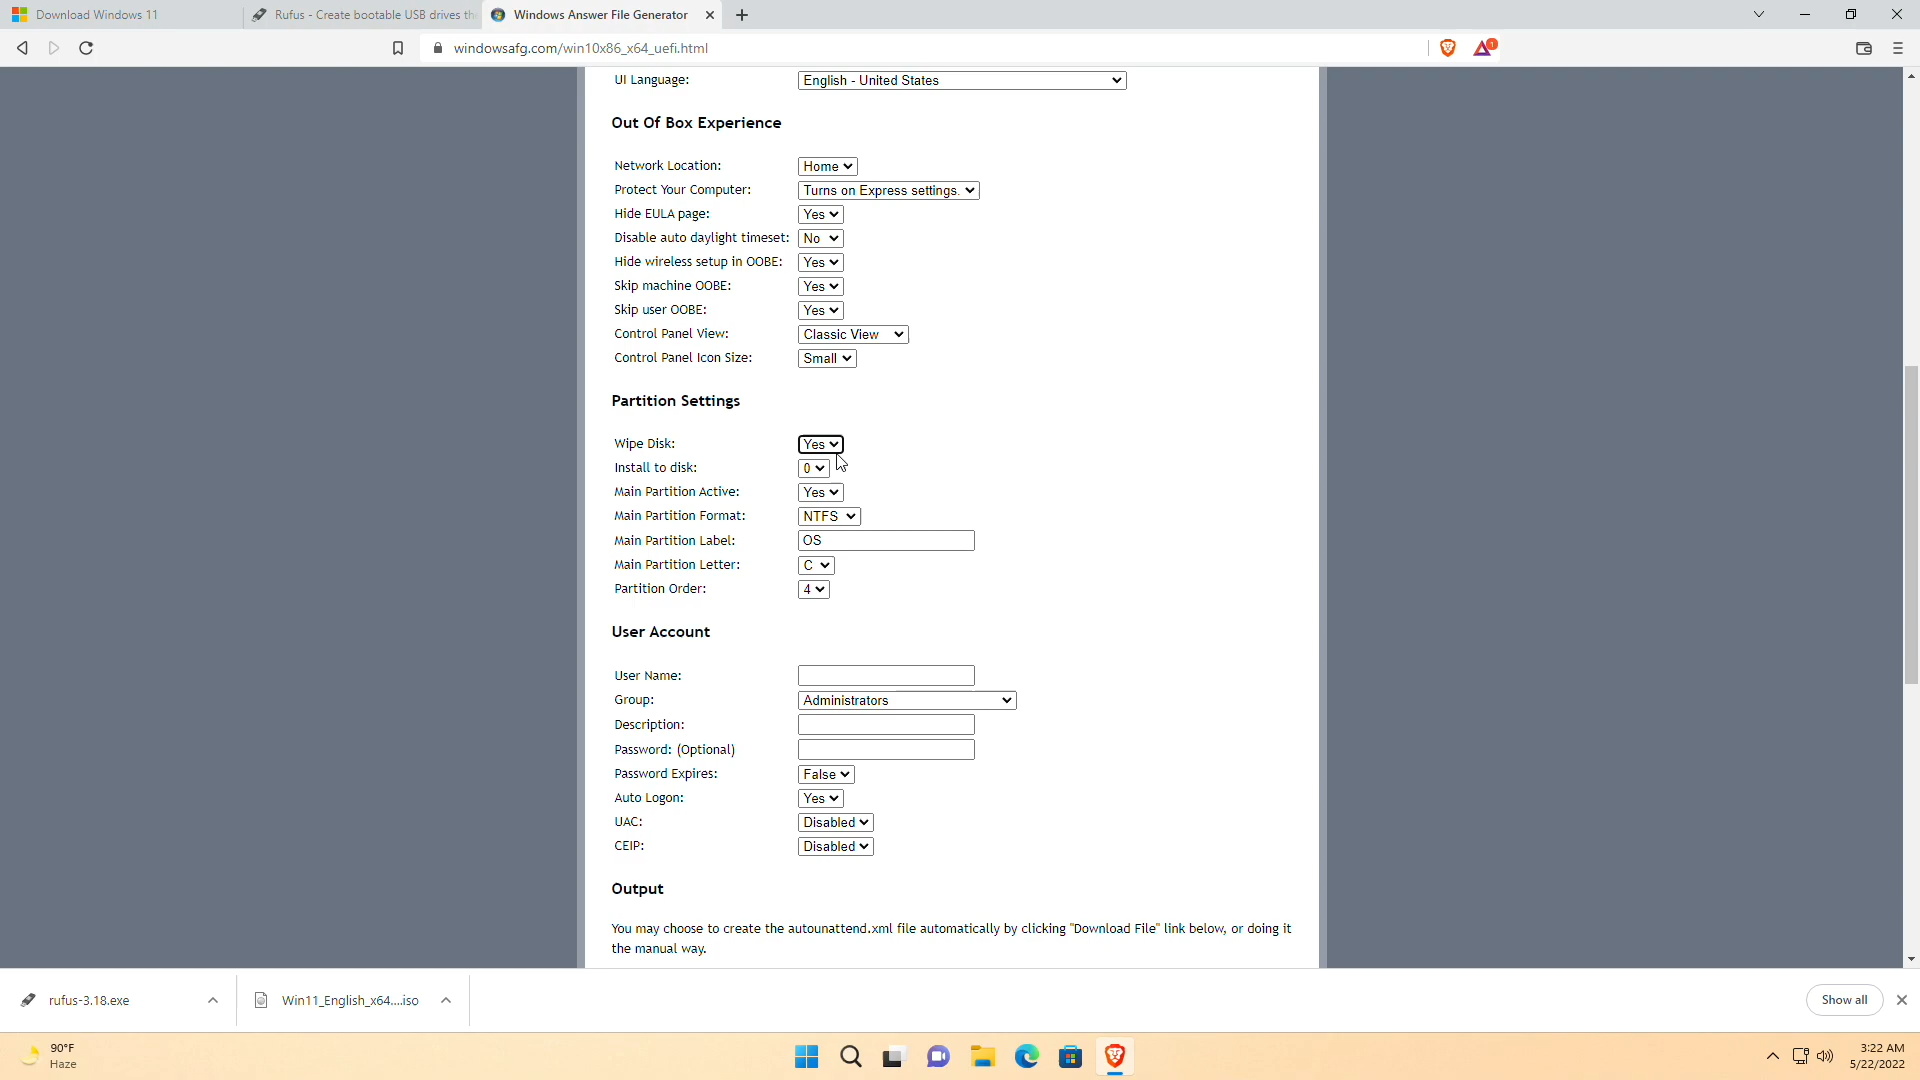 Download Windows 11
Rufus - Create bootable USB drives th
Windows Answer File Generator
windowsafg.com/win10x86_x64_uefi.html
1
UI Language: English - United States
Out Of Box Experience
Network Location: Home
Protect Your Computer: Turns on Express settings.
Hide EULA page: Yes
Disable auto daylight timeset: No
Hide wireless setup in OOBE: Yes
Skip machine OOBE: Yes
Skip user OOBE: Yes
Control Panel View: Classic View
Control Panel Icon Size: Small
Partition Settings
Wipe Disk: Yes
Install to disk: 0
Main Partition Active: Yes
Main Partition Format: NTFS
Main Partition Label: OS
Main Partition Letter: C
Partition Order: 4
User Account
User Name:
Group: Administrators
Description:
Password: (Optional)
Password Expires: False
Auto Logon: Yes
UAC: Disabled
CEIP: Disabled
Output
You may choose to create the autounattend.xml file automatically by clicking "Download File" link below, or doing it
the manual way.
rufus-3.18.exe
Win11_English_x64....iso
Show all
90°F
Haze
3:22 AM
5/22/2022